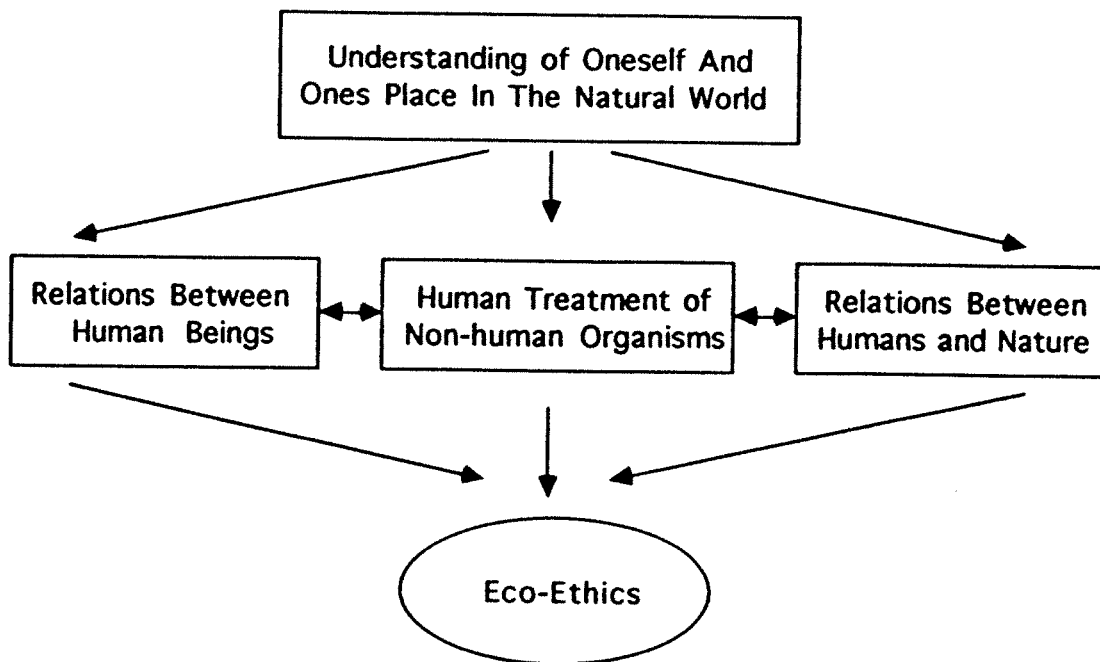 Understanding of Oneself And
Ones Place In The Natural World
Relations Between
Human Beings
Human Treatment of
Non-human Organisms
Relations Between
Humans and Nature
Eco-Ethics